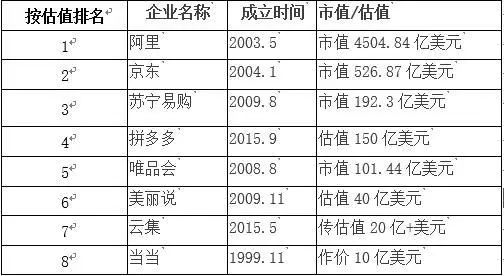 按估值排名 企业名称 成立时间 市值/估值
1 阿里 2003.5 市值 4504.84 亿美元
2 京东 2004.1 市值 526.87 亿美元
3 苏宁易购 2009.8 市值 192.3 亿美元
4 拼多多 2015.9 估值 150 亿美元
5 唯品会 2008.8 市值 101.44 亿美元
6 美丽说 2009.11 估值 40 亿美元
7 云集 2015.5 传估值 20 亿+美元
8 当当 1999.11 作价 10 亿美元